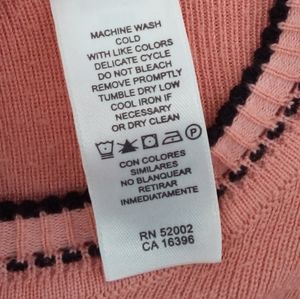 MACHINE WASH
COLD
WITH LIKE COLORS
DELICATE CYCLE
DO NOT BLEACH
REMOVE PROMPTLY
TUMBLE DRY LOW
COOL IRON IF
NECESSARY
OR DRY CLEAN
CON COLORES
SIMILARES
NO BLANQUEAR
RETIRAR
INMEDIATAMENTE
RN 52002
CA 16396